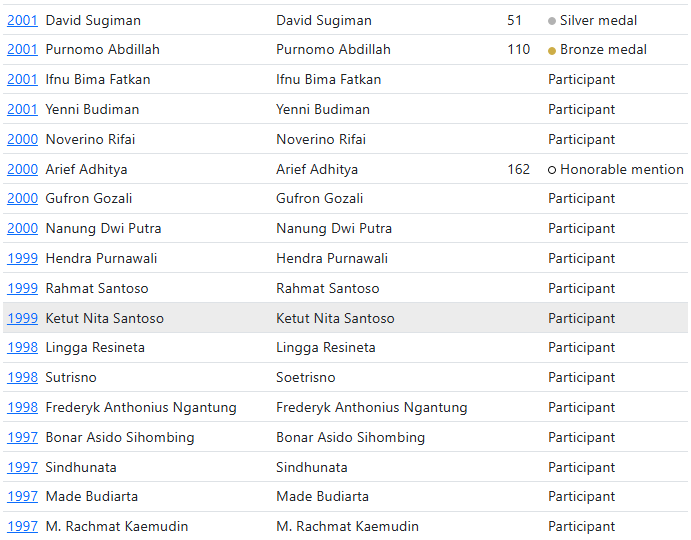 2001 David Sugiman David Sugiman 51 Silver medal
2001 Purnomo Abdillah Purnomo Abdillah 110 Bronze medal
2001 Ifnu Bima Fatkan Ifnu Bima Fatkan Participant
2001 Yenni Budiman Yenni Budiman Participant
2000 Noverino Rifai Noverino Rifai Participant
2000 Arief Adhitya Arief Adhitya 162 Honorable mention
2000 Gufron Gozali Gufron Gozali Participant
2000 Nanung Dwi Putra Nanung Dwi Putra Participant
1999 Hendra Purnawali Hendra Purnawali Participant
1999 Rahmat Santoso Rahmat Santoso Participant
1999 Ketut Nita Santoso Ketut Nita Santoso Participant
1998 Lingga Resineta Lingga Resineta Participant
1998 Sutrisno Soetrisno Participant
1998 Frederyk Anthonius Ngantung Frederyk Anthonius Ngantung Participant
1997 Bonar Asido Sihombing Bonar Asido Sihombing Participant
1997 Sindhunata Sindhunata Participant
1997 Made Budiarta Made Budiarta Participant
1997 M. Rachmat Kaemudin M. Rachmat Kaemudin Participant